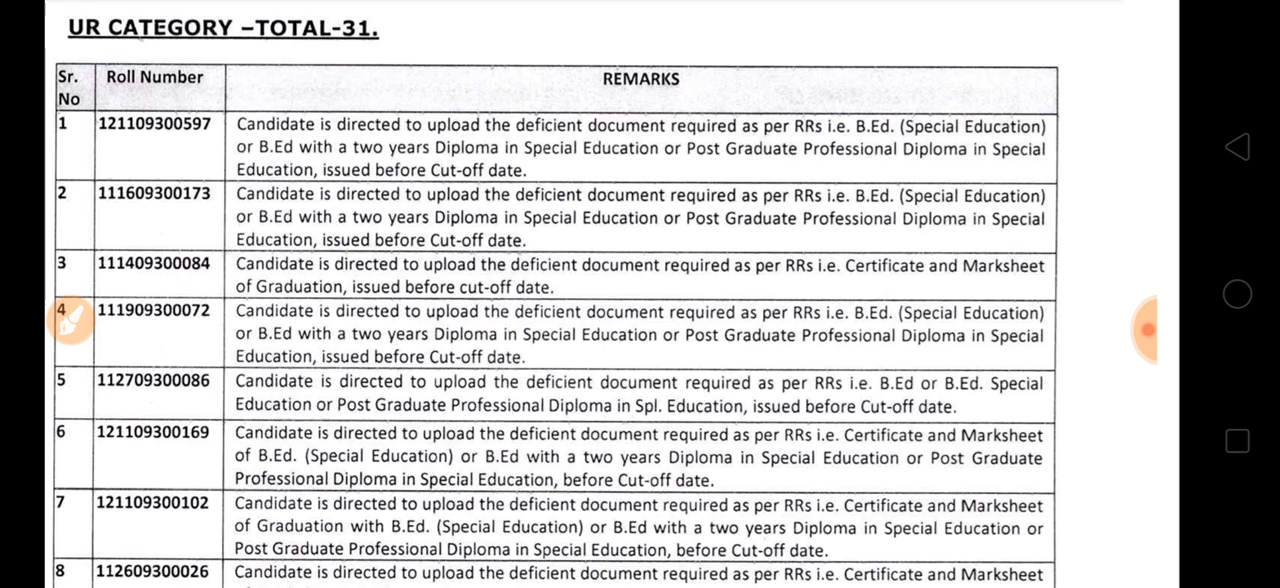 UR CATEGORY –TOTAL-31.
Sr. No Roll Number REMARKS
1 121109300597 Candidate is directed to upload the deficient document required as per RRs i.e. B.Ed. (Special Education)
or B.Ed with a two years Diploma in Special Education or Post Graduate Professional Diploma in Special
Education, issued before Cut-off date.
2 111609300173 Candidate is directed to upload the deficient document required as per RRs i.e. B.Ed. (Special Education)
or B.Ed with a two years Diploma in Special Education or Post Graduate Professional Diploma in Special
Education, issued before Cut-off date.
3 111409300084 Candidate is directed to upload the deficient document required as per RRs i.e. Certificate and Marksheet
of Graduation, issued before cut-off date.
4 111909300072 Candidate is directed to upload the deficient document required as per RRs i.e. B.Ed. (Special Education)
or B.Ed with a two years Diploma in Special Education or Post Graduate Professional Diploma in Special
Education, issued before Cut-off date.
5 112709300086 Candidate is directed to upload the deficient document required as per RRs i.e. B.Ed or B.Ed. Special
Education or Post Graduate Professional Diploma in Spl. Education, issued before Cut-off date.
6 121109300169 Candidate is directed to upload the deficient document required as per RRs i.e. Certificate and Marksheet
of B.Ed. (Special Education) or B.Ed with a two years Diploma in Special Education or Post Graduate
Professional Diploma in Special Education, before Cut-off date.
7 121109300102 Candidate is directed to upload the deficient document required as per RRs i.e. Certificate and Marksheet
of Graduation with B.Ed. (Special Education) or B.Ed with a two years Diploma in Special Education or
Post Graduate Professional Diploma in Special Education, before Cut-off date.
8 112609300026 Candidate is directed to upload the deficient document required as per RRs i.e. Certificate and Marksheet